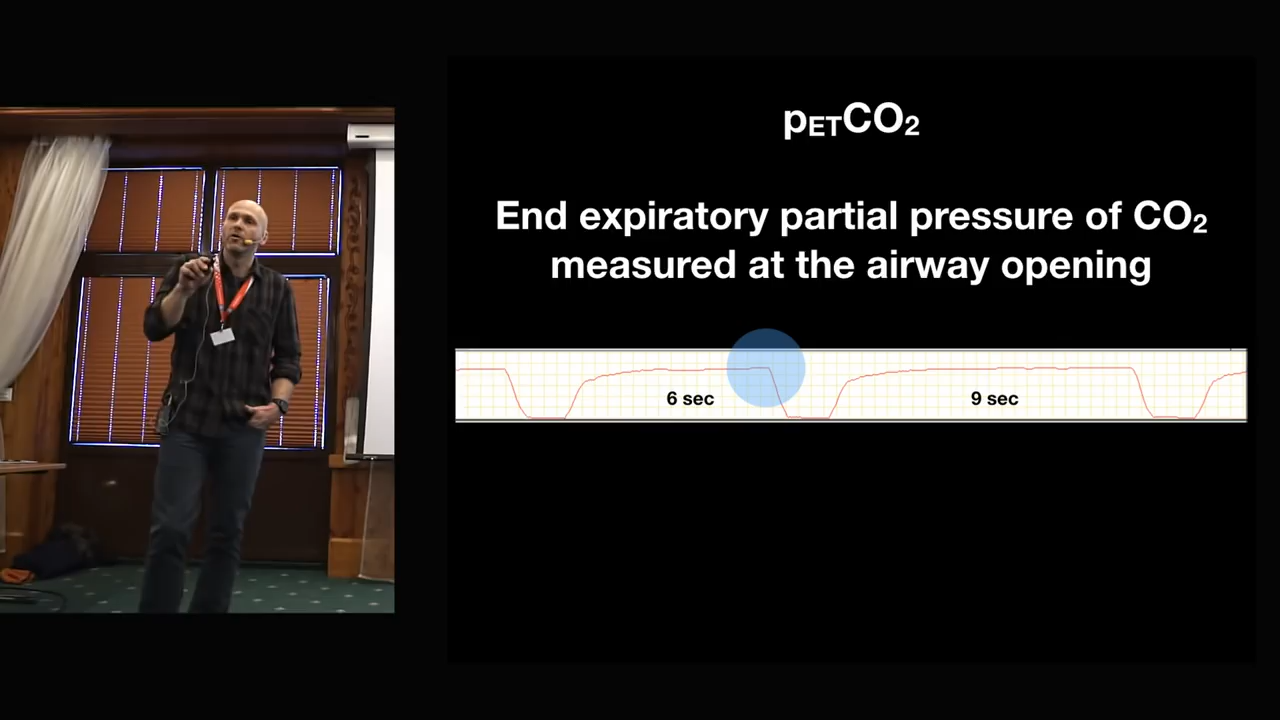 pETCO₂
End expiratory partial pressure of CO₂
measured at the airway opening
6 sec
9 sec